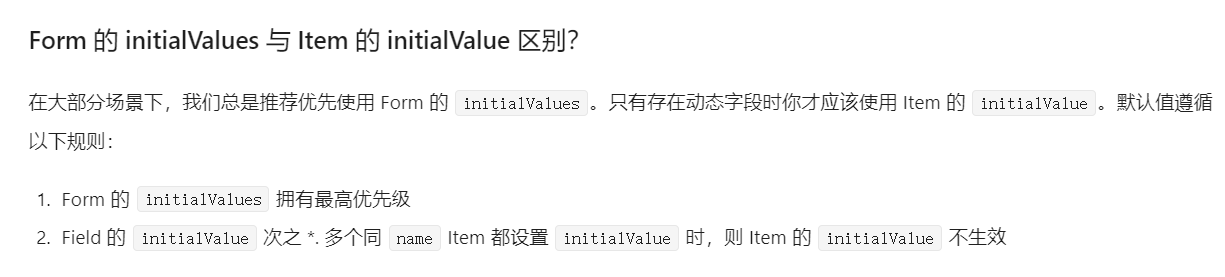 Form 的 initialValues 与 Item 的 initialValue 区别？
在大部分场景下，我们总是推荐优先使用 Form 的 initialValues 。只有存在动态字段时你才应该使用 Item 的 initialValue 。默认值遵循
以下规则：
1. Form 的 initialValues 拥有最高优先级
2. Field 的 initialValue 次之 *. 多个同 name Item 都设置 initialValue 时，则 Item 的 initialValue 不生效